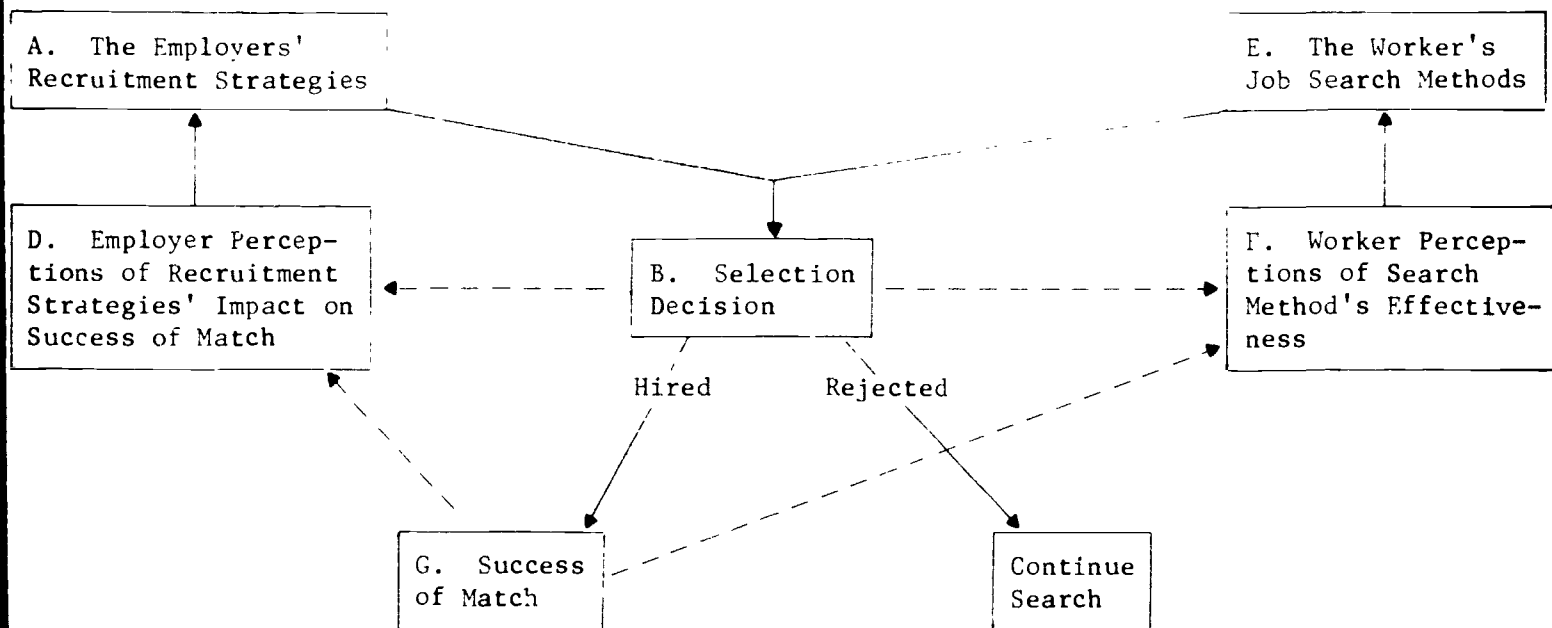 A. The Employers'
Recruitment Strategies
E. The Worker's
Job Search Methods
D. Employer Percep-
tions of Recruitment
Strategies' Impact on
Success of Match
B. Selection
Decision
F. Worker Percep-
tions of Search
Method's Effective-
ness
Hired
Rejected
G. Success
of Match
Continue
Search